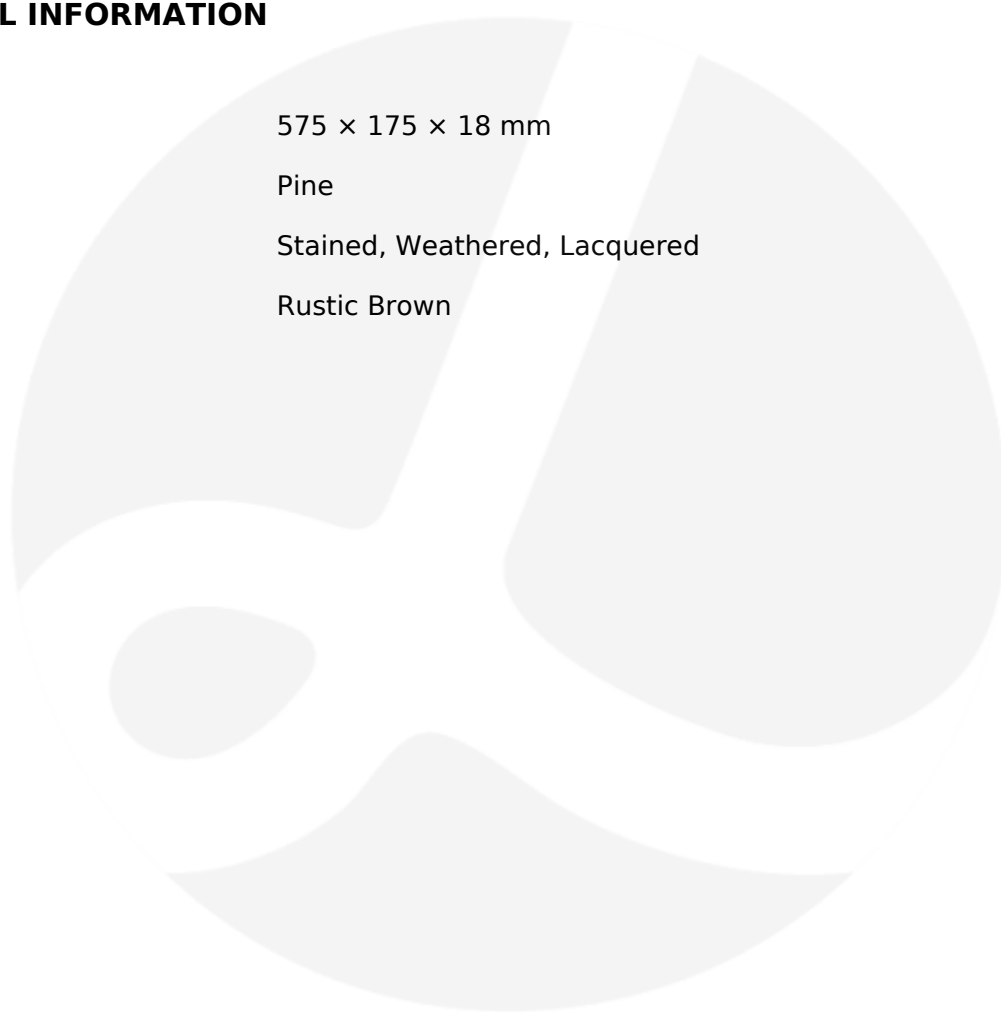 L INFORMATION
575 × 175 × 18 mm
Pine
Stained, Weathered, Lacquered
Rustic Brown